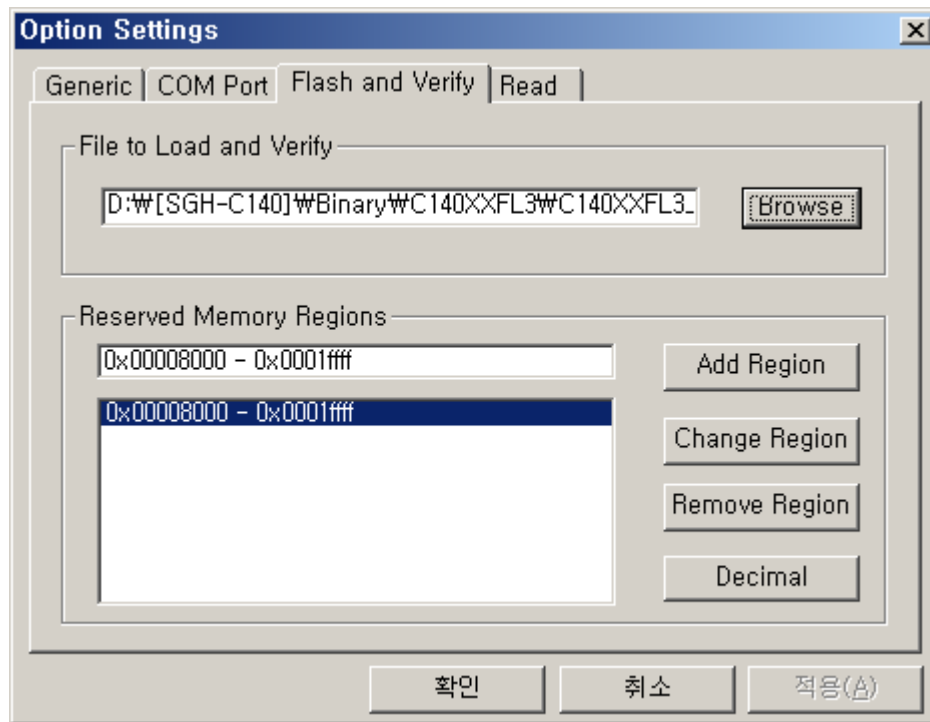 Option Settings
Generic COM Port Flash and Verify Read
File to Load and Verify
D:₩[SGH-C140]₩Binary₩C140XXFL3₩C140XXFL3_ Browse
Reserved Memory Regions
0x00008000 - 0x0001ffff Add Region
0x00008000 - 0x0001ffff
Change Region
Remove Region
Decimal
확인 취소 적용(A)